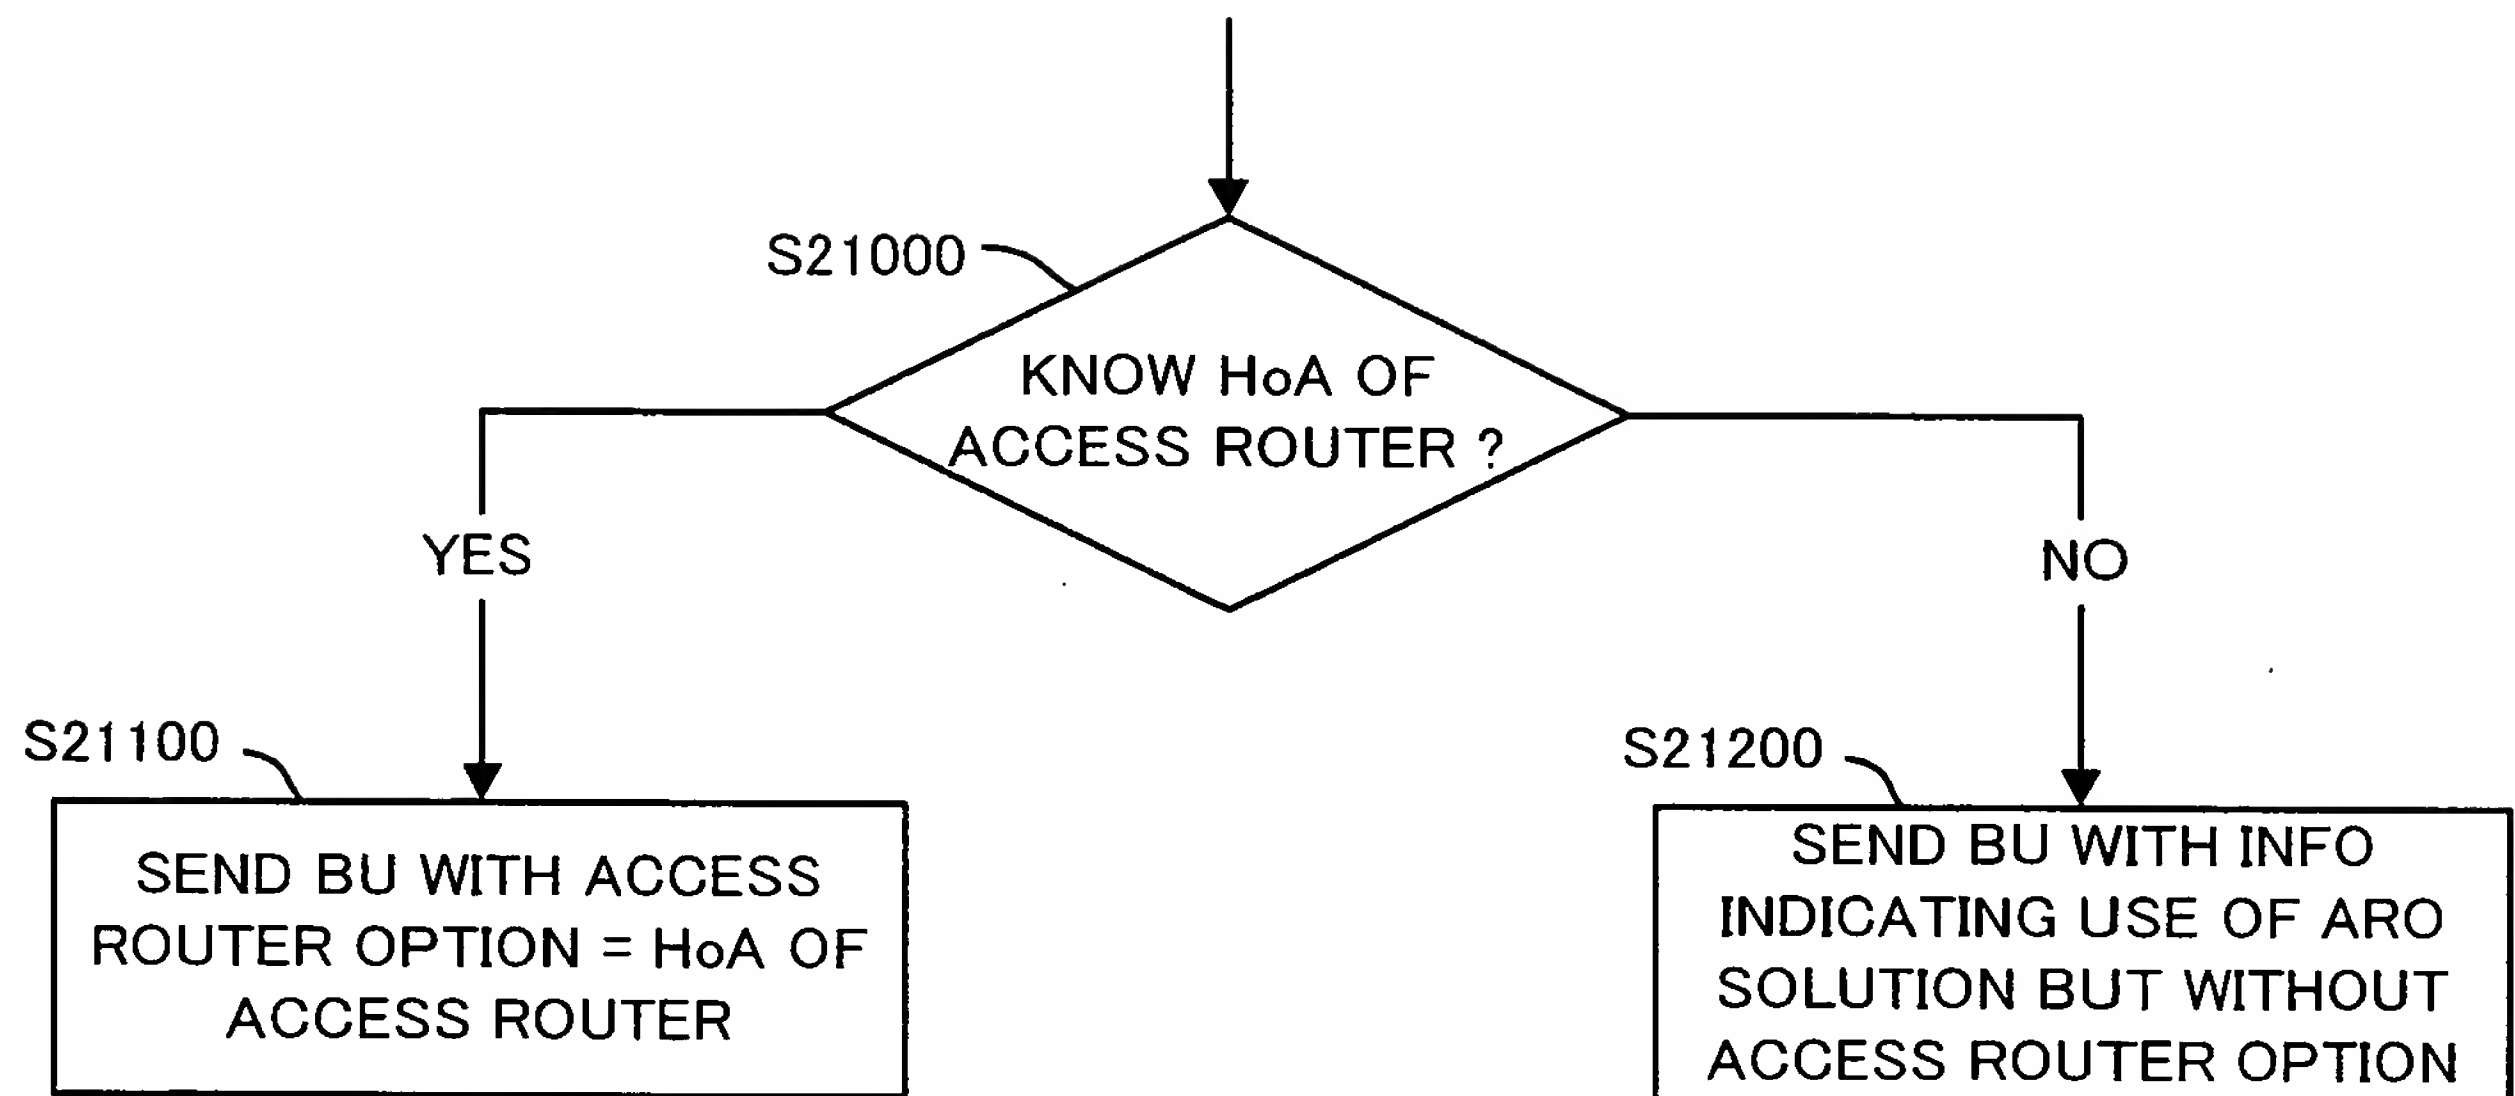 S21000
KNOW HoA OF
ACCESS ROUTER ?
YES
NO
S21100
SEND BU WITH ACCESS
ROUTER OPTION = HoA OF
ACCESS ROUTER
S21200
SEND BU WITH INFO
INDICATING USE OF ARO
SOLUTION BUT WITHOUT
ACCESS ROUTER OPTION